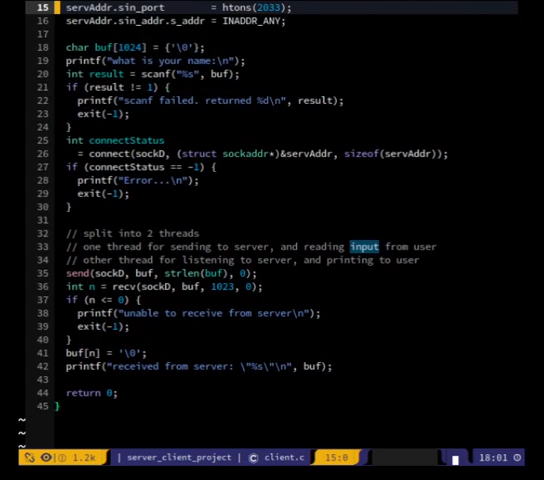 15 servAddr.sin_port        = htons(2033);
16 servAddr.sin_addr.s_addr = INADDR_ANY;
17
18 char buf[1024] = {'\0'};
19 printf("what is your name:\n");
20 int result = scanf("%s", buf);
21 if (result != 1) {
22   printf("scanf failed. returned %d\n", result);
23   exit(-1);
24 }
25 int connectStatus
26   = connect(sockD, (struct sockaddr*)&servAddr, sizeof(servAddr));
27 if (connectStatus == -1) {
28   printf("Error...\n");
29   exit(-1);
30 }
31
32 // split into 2 threads
33 // one thread for sending to server, and reading input from user
34 // other thread for listening to server, and printing to user
35 send(sockD, buf, strlen(buf), 0);
36 int n = recv(sockD, buf, 1023, 0);
37 if (n <= 0) {
38   printf("unable to receive from server\n");
39   exit(-1);
40 }
41 buf[n] = '\0';
42 printf("received from server: \"%s\"\n", buf);
43
44 return 0;
45 }
~
~
~
1.2k | server_client_project | client.c 15:0 18:01